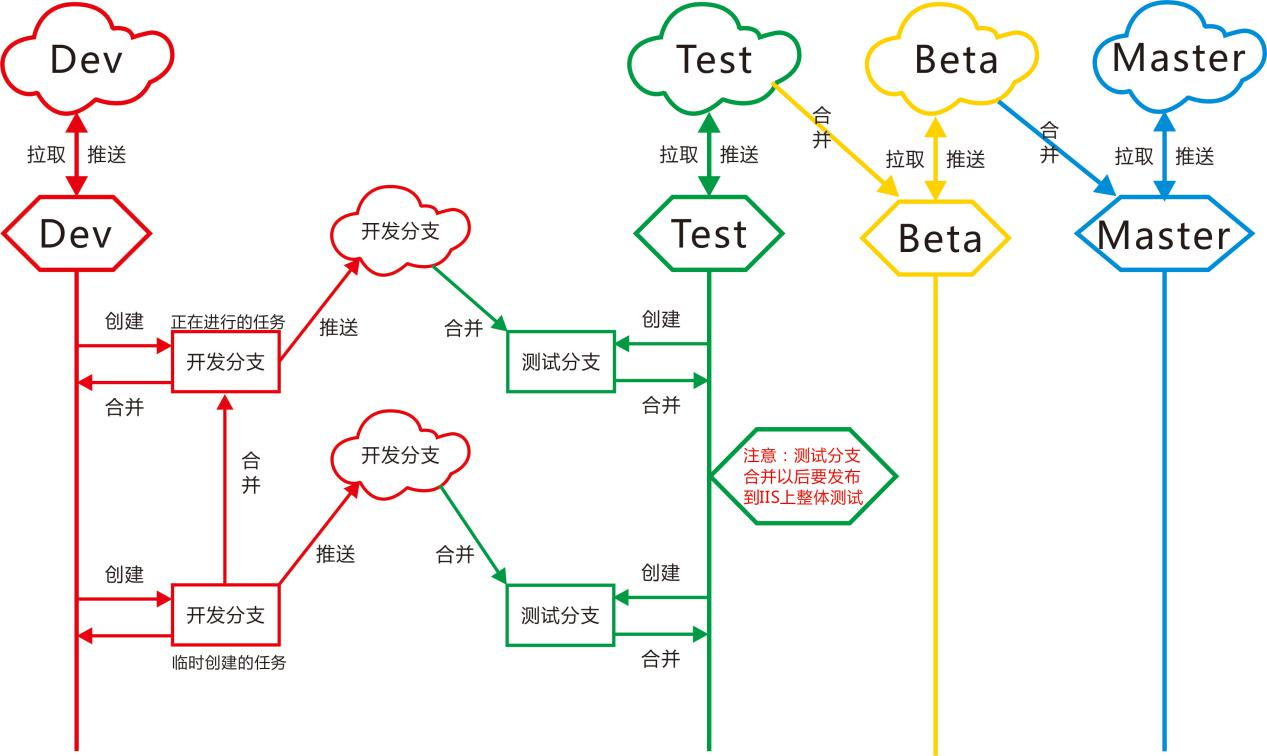 Dev
Test
Beta
Master
拉取
推送
拉取
推送
合
并
拉取
推送
合
并
拉取
推送
Dev
开发分支
Test
Beta
Master
创建
正在进行的任务
推送
合并
创建
开发分支
测试分支
合并
合并
合
并
开发分支
注意：测试分支
合并以后要发布
到IIS上整体测试
推送
合并
创建
创建
开发分支
测试分支
临时创建的任务
合并